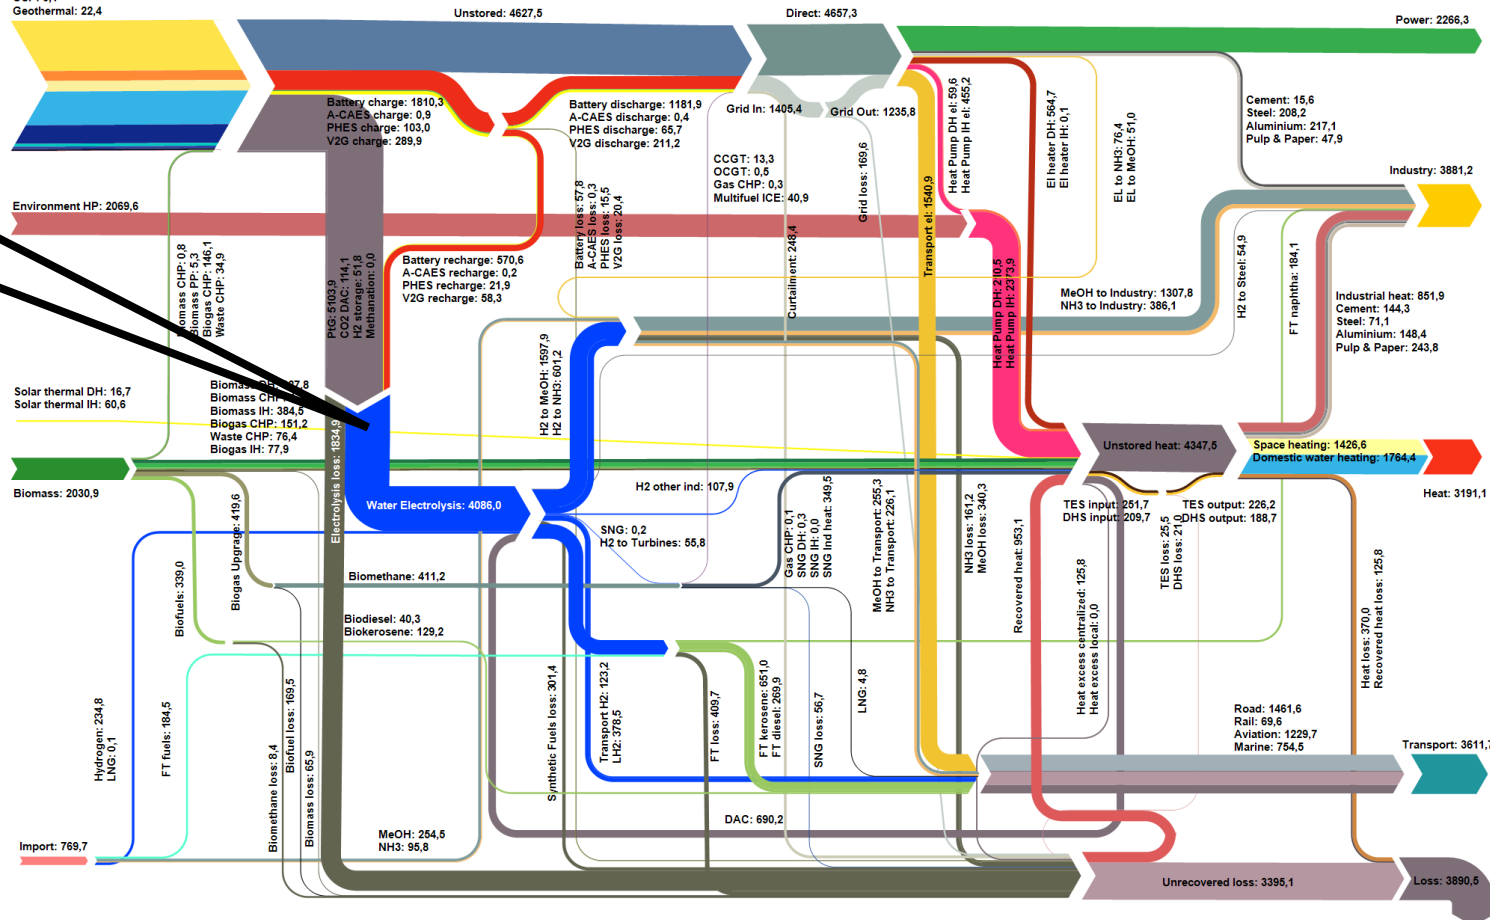 Geothermal: 22,4
Unstored: 4627,5
Direct: 4657,3
Power: 2266,3
Battery charge: 1810,3
A-CAES charge: 0,9
PHES charge: 103,0
V2G charge: 289,9
Battery discharge: 1181,9
A-CAES discharge: 0,4
PHES discharge: 65,7
V2G discharge: 211,2
Grid In: 1405,4
Grid Out: 1235,8
Heat Pump DH el: 59,6
Heat Pump IH el: 455,2
El heater DH: 564,7
El heater IH: 0,1
EL to NH3: 76,4
EL to MeOH: 51,0
Cement: 15,6
Steel: 208,2
Aluminium: 217,1
Pulp & Paper: 47,9
CCGT: 13,3
OCGT: 0,5
Gas CHP: 0,3
Multifuel ICE: 40,9
Grid loss: 169,6
Transport el: 1540,9
Industry: 3881,2
Environment HP: 2069,6
Biomass CHP: 0,8
Biomass PP: 5,3
Biogas CHP: 146,1
Waste CHP: 34,9
PtG: 5103,9
CO2 DAC: 114,1
H2 storage: 51,8
Methanation: 0,0
Battery recharge: 570,6
A-CAES recharge: 0,2
PHES recharge: 21,9
V2G recharge: 58,3
Battery loss: 57,8
A-CAES loss: 0,3
PHES loss: 15,5
V2G loss: 20,4
Curtailment: 248,4
Heat Pump DH: 210,5
Heat Pump IH: 2373,9
MeOH to Industry: 1307,8
NH3 to Industry: 386,1
H2 to Steel: 54,9
FT naphtha: 184,1
Industrial heat: 851,9
Cement: 144,3
Steel: 71,1
Aluminium: 148,4
Pulp & Paper: 243,8
Solar thermal DH: 16,7
Solar thermal IH: 60,6
Biomass
Biomass
Biomass IH: 384,5
Biogas CHP: 151,2
Waste CHP: 76,4
Biogas IH: 77,9
Electrolysis loss: 1834,9
H2 to MeOH: 1597,9
H2 to NH3: 601,2
Unstored heat: 4347,5
Space heating: 1426,6
Domestic water heating: 1764,4
Heat: 3191,1
Biomass: 2030,9
Water Electrolysis: 4086,0
H2 other ind: 107,9
SNG: 0,2
H2 to Turbines: 55,8
Gas CHP: 0,1
SNG DH: 0,3
SNG IH: 0,0
SNG Ind heat: 349,5
MeOH to Transport: 255,3
NH3 to Transport: 226,1
NH3 loss: 161,2
MeOH loss: 340,3
Recovered heat: 953,1
TES input: 251,7
DHS input: 209,7
TES output: 226,2
DHS output: 188,7
TES loss: 25,5
DHS loss: 21,0
Biofuels: 339,0
Biogas Upgrade: 419,6
Biomethane: 411,2
Biodiesel: 40,3
Biokerosene: 129,2
Heat excess centralized: 125,8
Heat excess local: 0,0
Heat loss: 370,0
Recovered heat loss: 125,8
Hydrogen: 234,8
LNG: 0,1
FT fuels: 184,5
Biomethane loss: 8,4
Biofuel loss: 169,5
Biomass loss: 65,9
Synthetic Fuels loss: 301,4
Transport H2: 123,2
LH2: 378,5
FT loss: 409,7
FT kerosene: 651,0
FT diesel: 269,9
SNG loss: 56,7
LNG: 4,8
Road: 1461,6
Rail: 69,6
Aviation: 1229,7
Marine: 754,5
Transport: 3611,7
DAC: 690,2
MeOH: 254,5
NH3: 95,8
Import: 769,7
Unrecovered loss: 3395,1
Loss: 3890,5